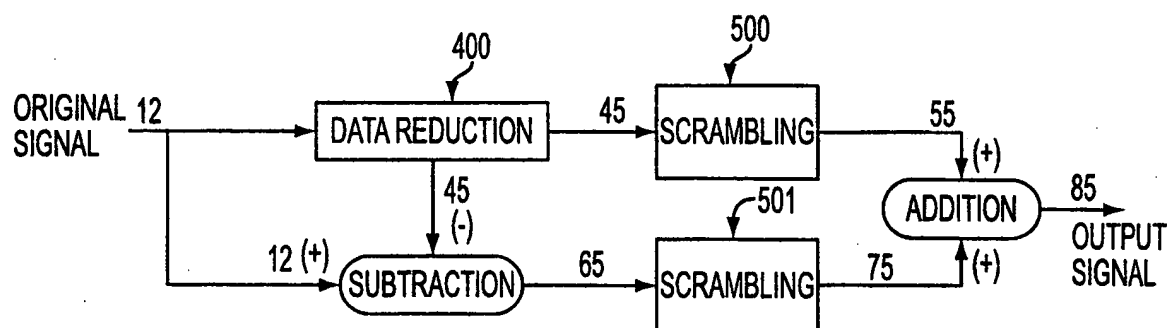 400
500
ORIGINAL
SIGNAL
12
DATA REDUCTION
45
SCRAMBLING
55
(+)
45
(-)
501
ADDITION
85
OUTPUT
SIGNAL
12 (+)
SUBTRACTION
65
SCRAMBLING
75
(+)